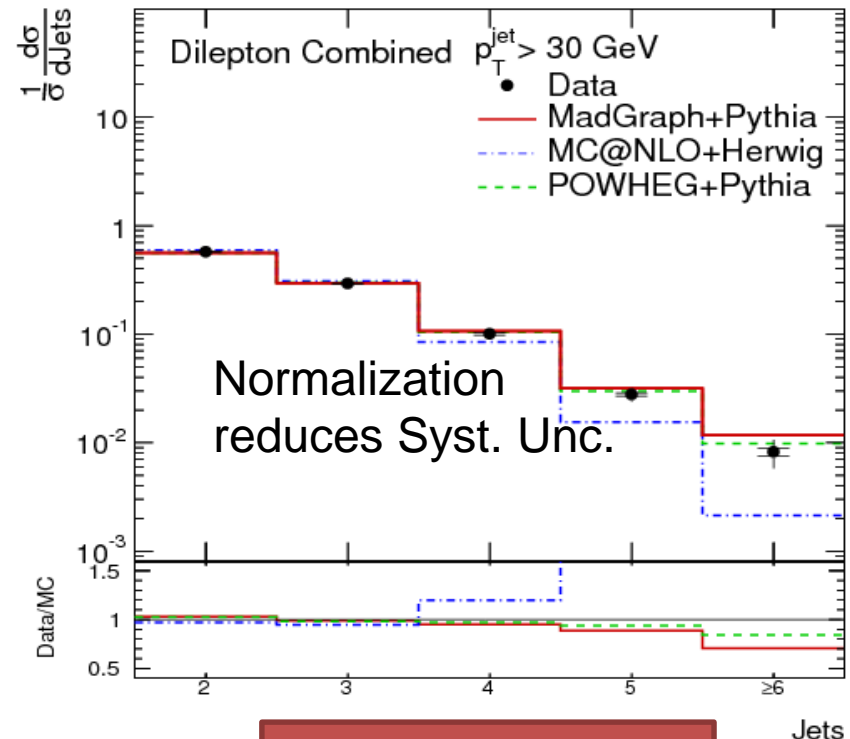 1/σ dσ/dJets
Dilepton Combined p_T^jet > 30 GeV
Data
MadGraph+Pythia
MC@NLO+Herwig
POWHEG+Pythia
10
1
10^-1
10^-2
10^-3
Normalization
reduces Syst. Unc.
Data/MC
1.5
1
0.5
2 3 4 5 ≥6
Jets